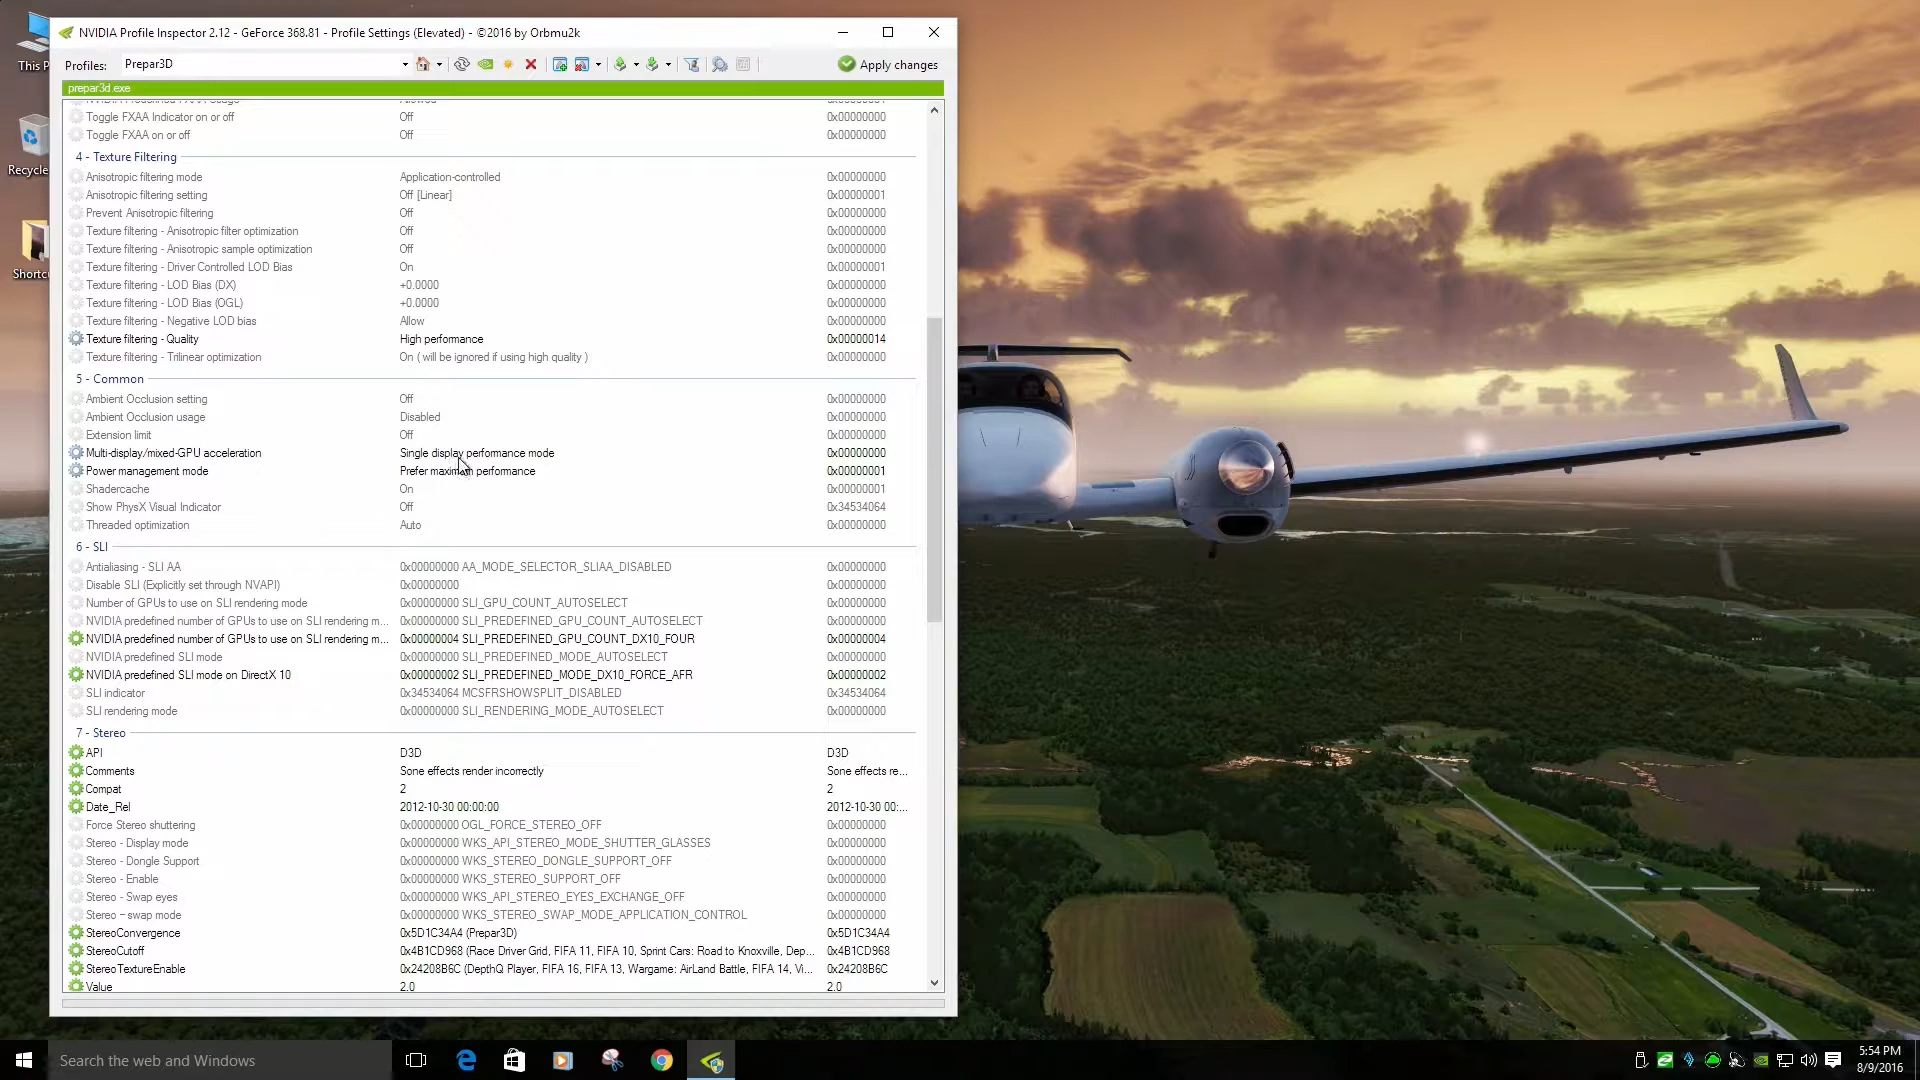 NVIDIA Profile Inspector 2.12 - GeForce 368.81 - Profile Settings (Elevated) - ©2016 by Orbmu2k
Profiles: Prepar3D Apply changes
prepar3d.exe
Toggle FXAA Indicator on or off Off 0x00000000
Toggle FXAA on or off Off 0x00000000
4 - Texture Filtering
Anisotropic filtering mode Application-controlled 0x00000000
Anisotropic filtering setting Off [Linear] 0x00000001
Prevent Anisotropic filtering Off 0x00000000
Texture filtering - Anisotropic filter optimization Off 0x00000000
Texture filtering - Anisotropic sample optimization Off 0x00000000
Texture filtering - Driver Controlled LOD Bias On 0x00000001
Texture filtering - LOD Bias (DX) +0.0000 0x00000000
Texture filtering - LOD Bias (OGL) +0.0000 0x00000000
Texture filtering - Negative LOD bias Allow 0x00000000
Texture filtering - Quality High performance 0x00000014
Texture filtering - Trilinear optimization On ( will be ignored if using high quality ) 0x00000000
5 - Common
Ambient Occlusion setting Off 0x00000000
Ambient Occlusion usage Disabled 0x00000000
Extension limit Off 0x00000000
Multi-display/mixed-GPU acceleration Single display performance mode 0x00000000
Power management mode Prefer maximum performance 0x00000001
Shadercache On 0x00000001
Show PhysX Visual Indicator Off 0x34534064
Threaded optimization Auto 0x00000000
6 - SLI
Antialiasing - SLI AA 0x00000000 AA_MODE_SELECTOR_SLIAA_DISABLED 0x00000000
Disable SLI (Explicitly set through NVAPI) 0x00000000 0x00000000
Number of GPUs to use on SLI rendering mode 0x00000000 SLI_GPU_COUNT_AUTOSELECT 0x00000000
NVIDIA predefined number of GPUs to use on SLI rendering m... 0x00000000 SLI_PREDEFINED_GPU_COUNT_AUTOSELECT 0x00000000
NVIDIA predefined number of GPUs to use on SLI rendering m... 0x00000004 SLI_PREDEFINED_GPU_COUNT_DX10_FOUR 0x00000004
NVIDIA predefined SLI mode 0x00000000 SLI_PREDEFINED_MODE_AUTOSELECT 0x00000000
NVIDIA predefined SLI mode on DirectX 10 0x00000002 SLI_PREDEFINED_MODE_DX10_FORCE_AFR 0x00000002
SLI indicator 0x34534064 MCSFRSHOWSPLIT_DISABLED 0x34534064
SLI rendering mode 0x00000000 SLI_RENDERING_MODE_AUTOSELECT 0x00000000
7 - Stereo
API D3D D3D
Comments Sone effects render incorrectly Sone effects re...
Compat 2 2
Date_Rel 2012-10-30 00:00:00 2012-10-30 00:...
Force Stereo shuttering 0x00000000 OGL_FORCE_STEREO_OFF 0x00000000
Stereo - Display mode 0x00000000 WKS_API_STEREO_MODE_SHUTTER_GLASSES 0x00000000
Stereo - Dongle Support 0x00000000 WKS_STEREO_DONGLE_SUPPORT_OFF 0x00000000
Stereo - Enable 0x00000000 WKS_STEREO_SUPPORT_OFF 0x00000000
Stereo - Swap eyes 0x00000000 WKS_API_STEREO_EYES_EXCHANGE_OFF 0x00000000
Stereo – swap mode 0x00000000 WKS_STEREO_SWAP_MODE_APPLICATION_CONTROL 0x00000000
StereoConvergence 0x5D1C34A4 (Prepar3D) 0x5D1C34A4
StereoCutoff 0x4B1CD968 (Race Driver Grid, FIFA 11, FIFA 10, Sprint Cars: Road to Knoxville, Dep... 0x4B1CD968
StereoTextureEnable 0x24208B6C (DepthQ Player, FIFA 16, FIFA 13, Wargame: AirLand Battle, FIFA 14, Vi... 0x24208B6C
Value 2.0 2.0
This P
Recycle
Shortcu
Search the web and Windows
5:54 PM
8/9/2016